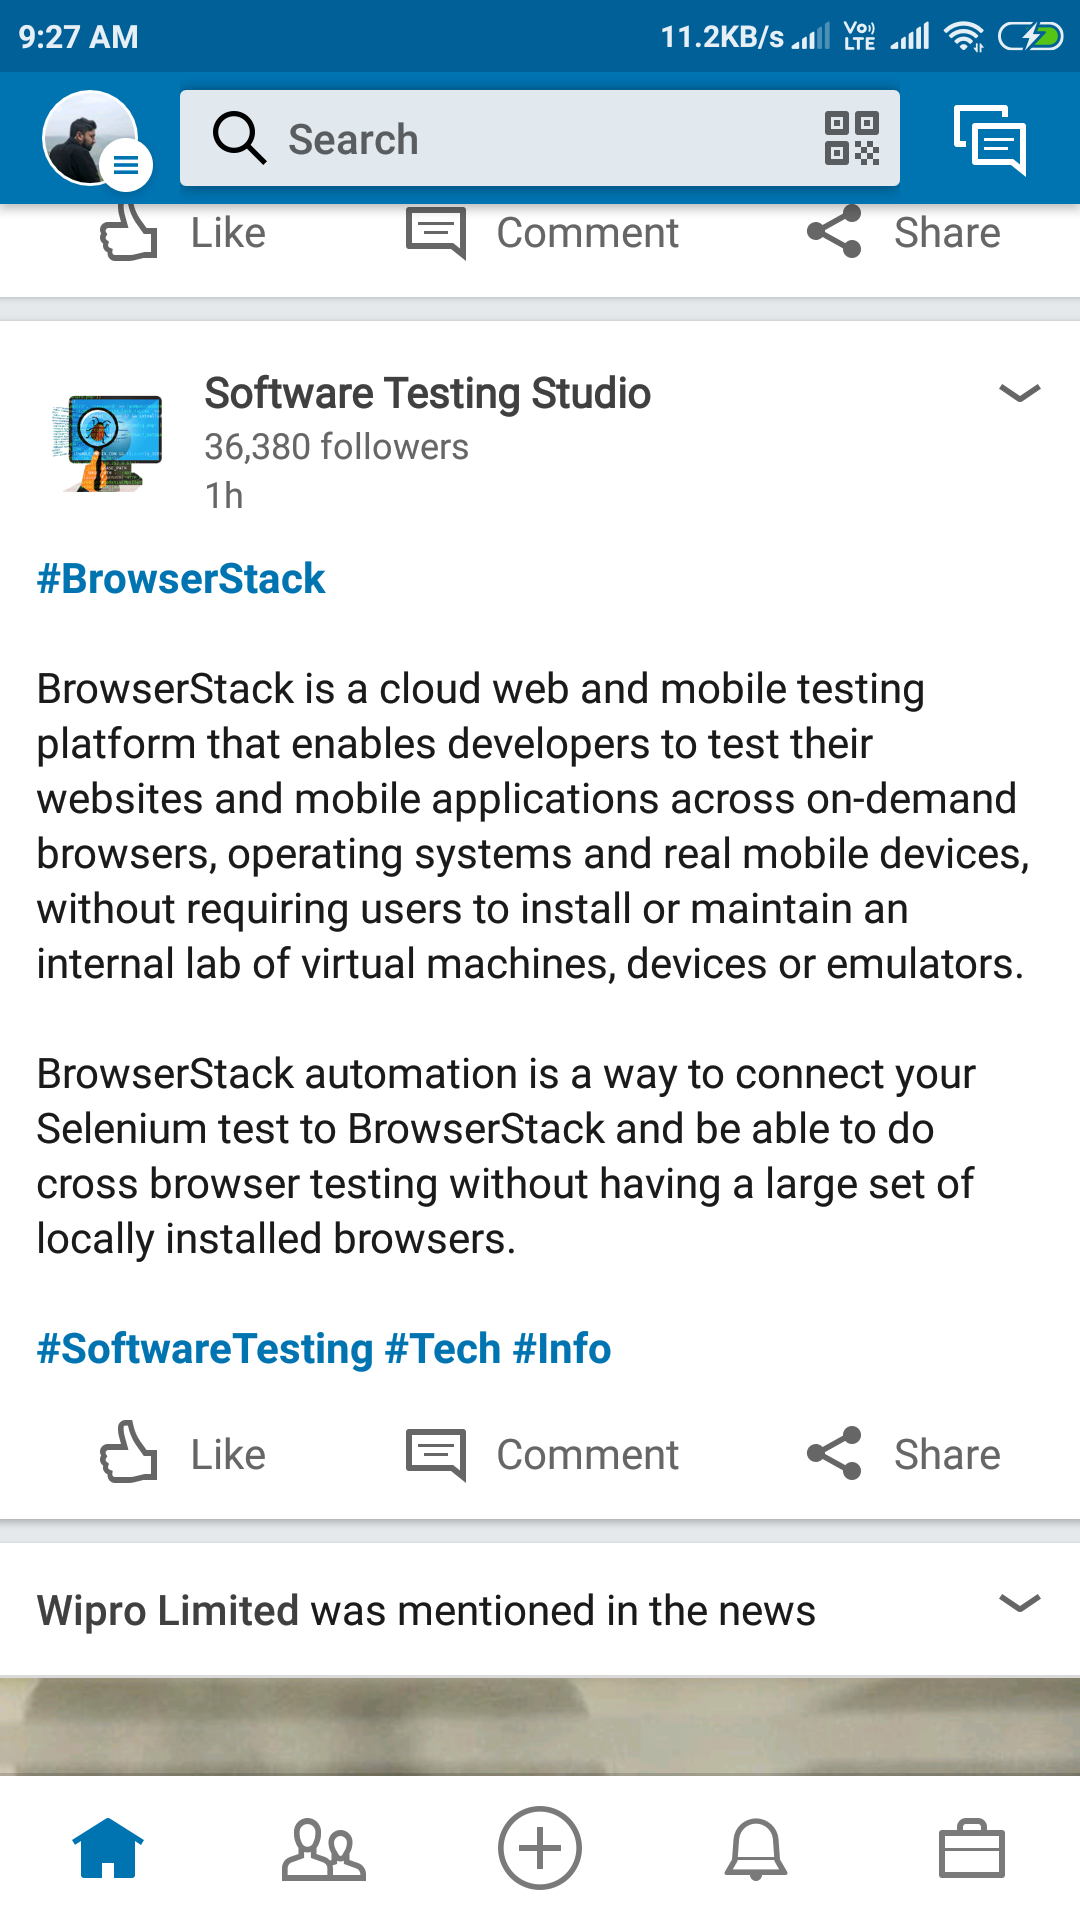 9:27 AM 11.2KB/s Vo)) LTE
Search
Like Comment Share
Software Testing Studio
36,380 followers
1h
#BrowserStack
BrowserStack is a cloud web and mobile testing
platform that enables developers to test their
websites and mobile applications across on-demand
browsers, operating systems and real mobile devices,
without requiring users to install or maintain an
internal lab of virtual machines, devices or emulators.
BrowserStack automation is a way to connect your
Selenium test to BrowserStack and be able to do
cross browser testing without having a large set of
locally installed browsers.
#SoftwareTesting #Tech #Info
Like Comment Share
Wipro Limited was mentioned in the news